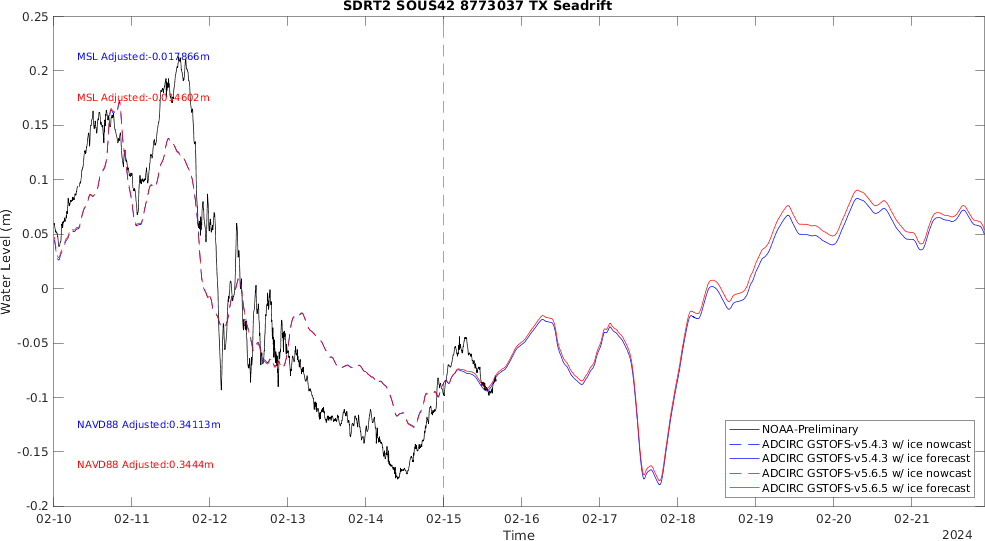 SDRT2 SOUS42 8773037 TX Seadrift
0.25
0.2
0.15
0.1
0.05
0
-0.05
-0.1
-0.15
-0.2
Water Level (m)
MSL Adjusted:-0.017866m
MSL Adjusted:-0.014602m
NAVD88 Adjusted:0.34113m
NAVD88 Adjusted:0.3444m
NOAA-Preliminary
ADCIRC GSTOFS-v5.4.3 w/ ice nowcast
ADCIRC GSTOFS-v5.4.3 w/ ice forecast
ADCIRC GSTOFS-v5.6.5 w/ ice nowcast
ADCIRC GSTOFS-v5.6.5 w/ ice forecast
02-10 02-11 02-12 02-13 02-14 02-15 02-16 02-17 02-18 02-19 02-20 02-21
Time
2024